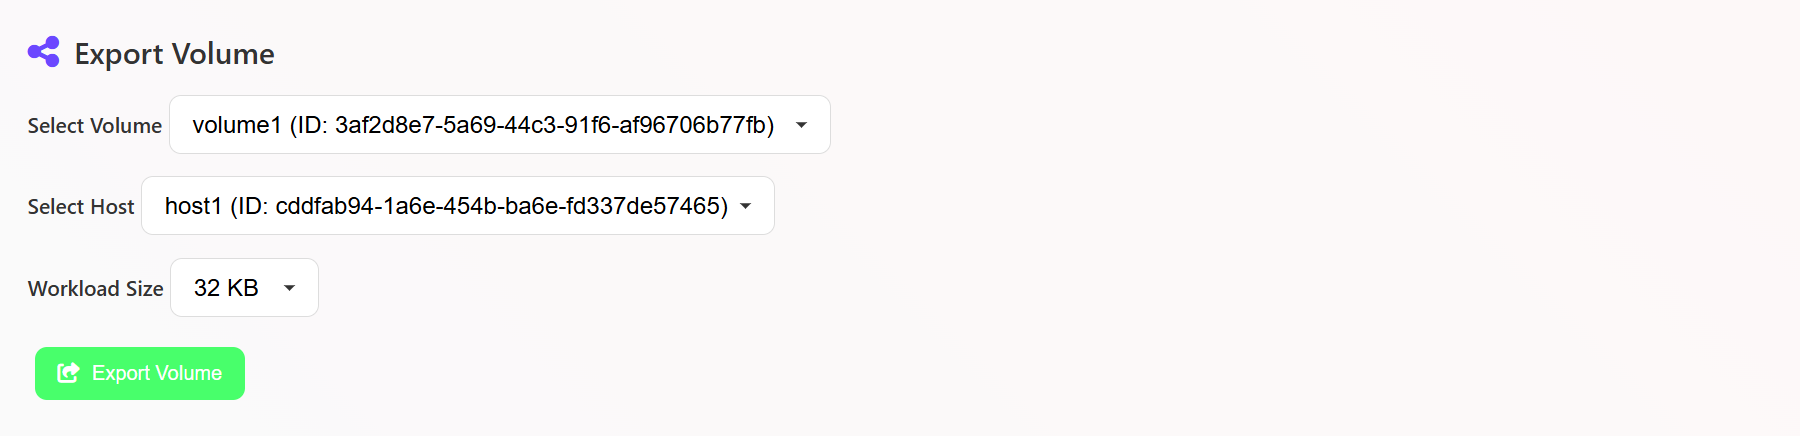 Export Volume
Select Volume volume1 (ID: 3af2d8e7-5a69-44c3-91f6-af96706b77fb)
Select Host host1 (ID: cddfab94-1a6e-454b-ba6e-fd337de57465)
Workload Size 32 KB
Export Volume